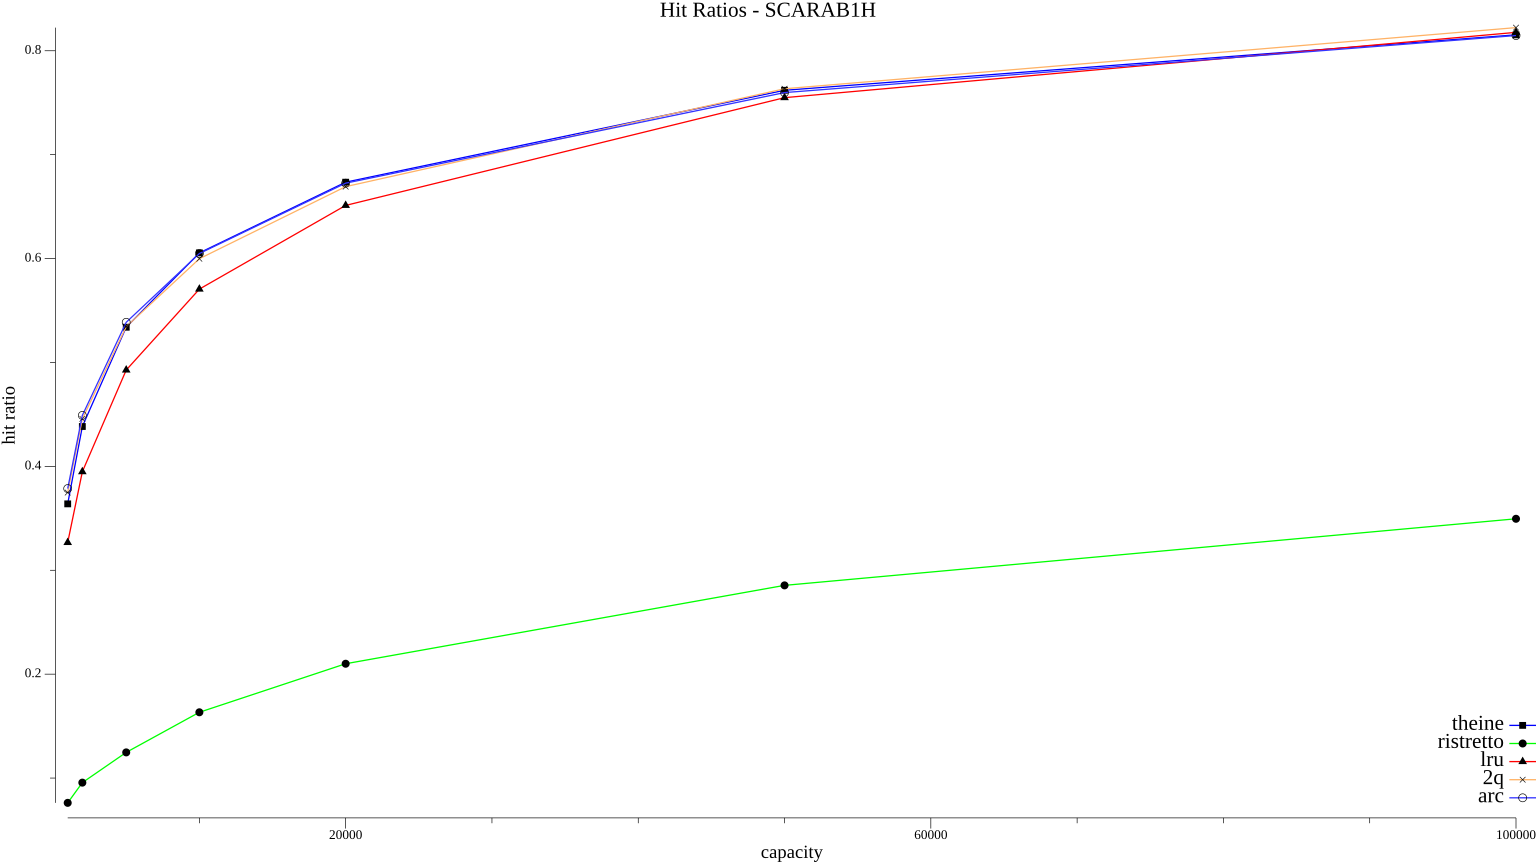 Hit Ratios - SCARAB1H
0.8
0.6
0.4
0.2
hit ratio
20000
60000
100000
capacity
theine
ristretto
lru
2q
arc